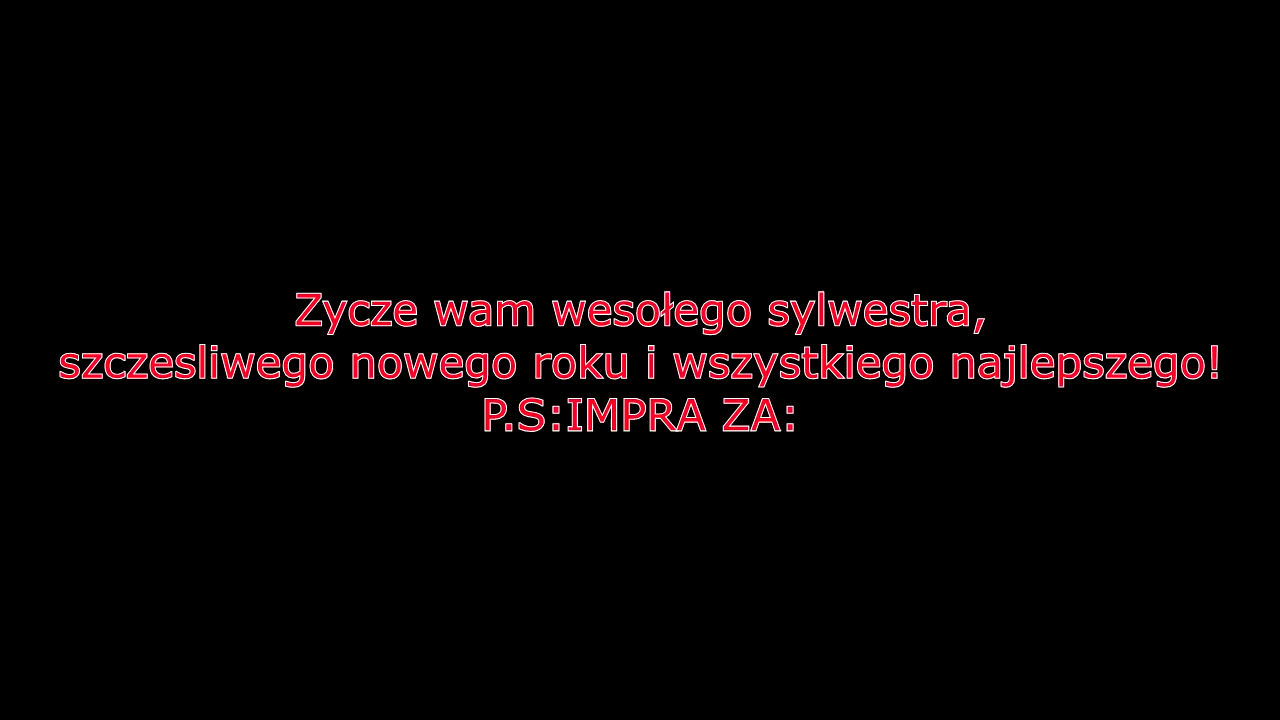 Zycze wam wesołego sylwestra,
szczesliwego nowego roku i wszystkiego najlepszego!
P.S:IMPRA ZA: